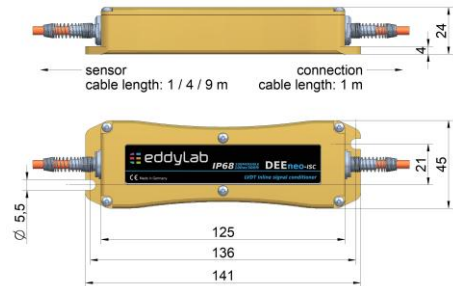 24
4
sensor
cable length: 1 / 4 / 9 m
connection
cable length: 1 m
eddyLab
IP68
DEEneo-ISC
CE Made in Germany
LVDT inline signal conditioner
21
45
Ø 5,5
125
136
141